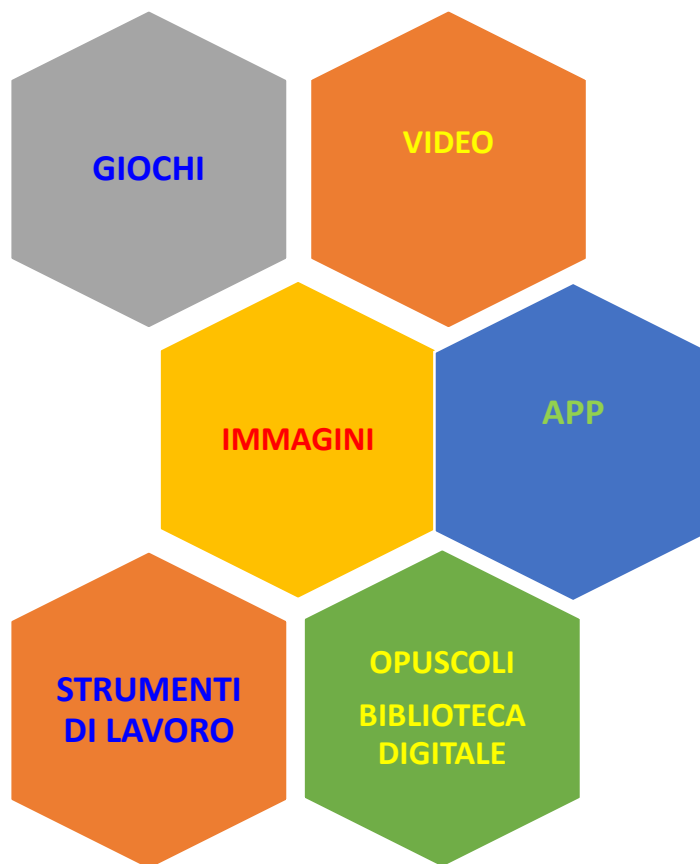 GIOCHI
VIDEO
IMMAGINI
APP
STRUMENTI
DI LAVORO
OPUSCOLI
BIBLIOTECA
DIGITALE